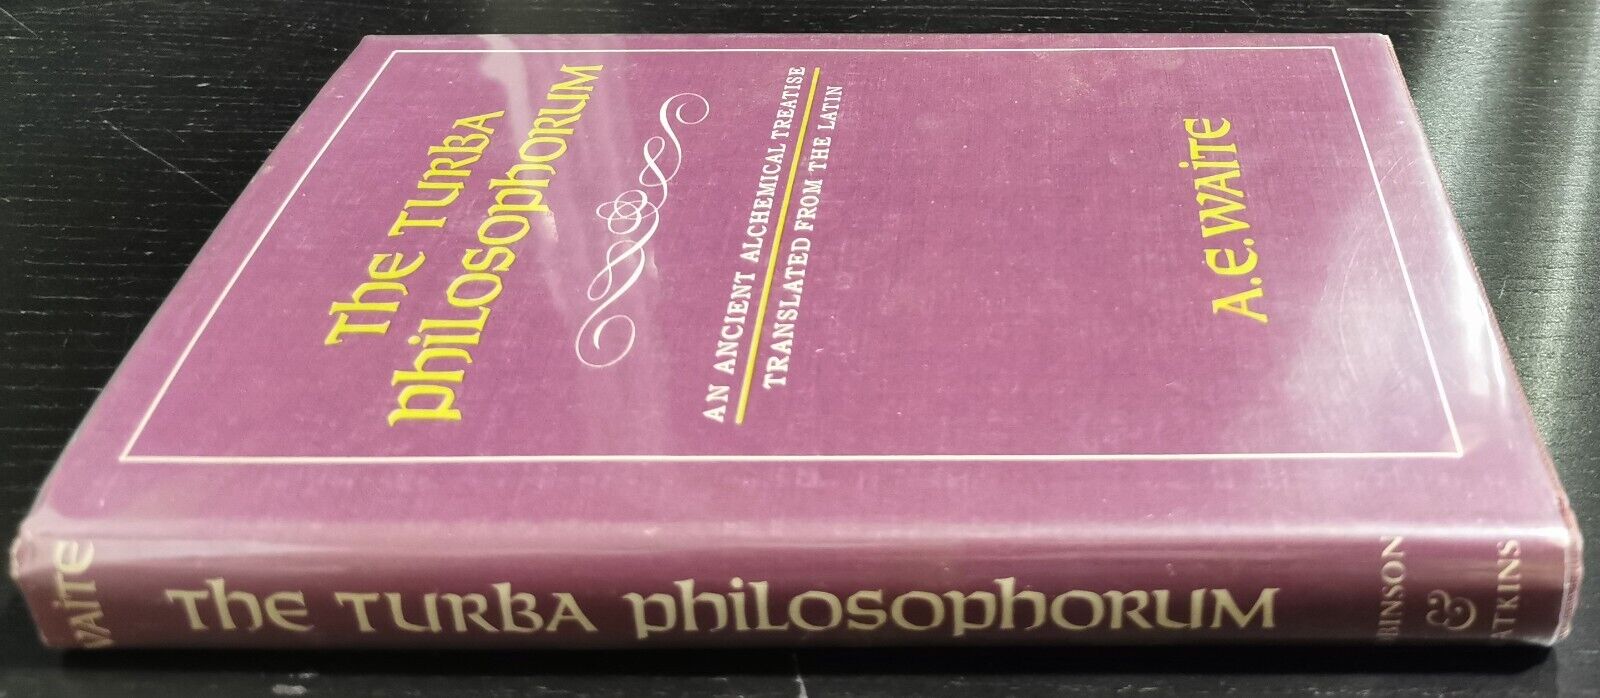 The TURBA
philosophorum
AN ANCIENT ALCHEMICAL TREATISE
TRANSLATED FROM THE LATIN
A.E.WAITE
WAITE
The TURBA philosophorum
BINSON
&
ATKINS